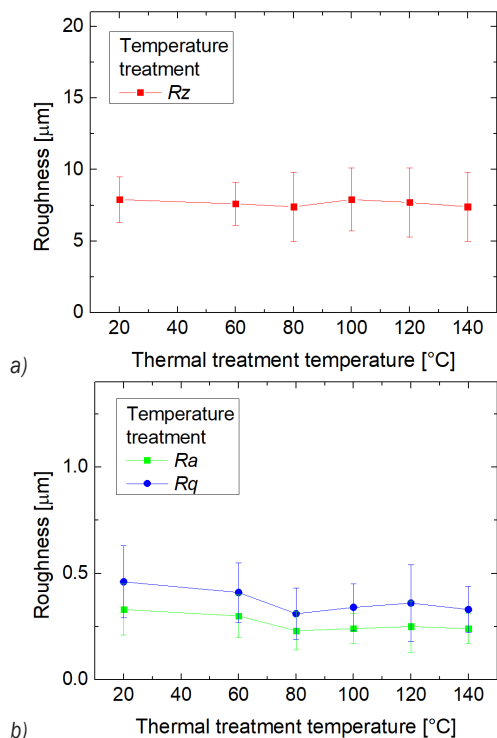 20
15
10
5
0
Roughness [µm]
Temperature
treatment
Rz
20 40 60 80 100 120 140
Thermal treatment temperature [°C]
a)
1.0
0.5
0.0
Roughness [µm]
Temperature
treatment
Ra
Rq
20 40 60 80 100 120 140
Thermal treatment temperature [°C]
b)